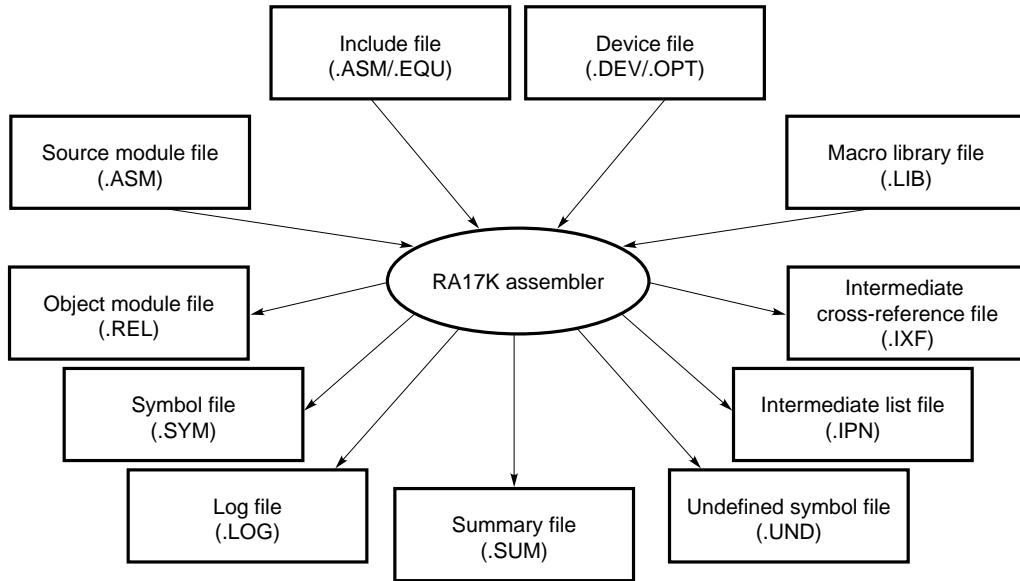 Include file
(.ASM/.EQU)
Device file
(.DEV/.OPT)
Source module file
(.ASM)
Macro library file
(.LIB)
RA17K assembler
Object module file
(.REL)
Intermediate
cross-reference file
(.IXF)
Symbol file
(.SYM)
Intermediate list file
(.IPN)
Log file
(.LOG)
Summary file
(.SUM)
Undefined symbol file
(.UND)